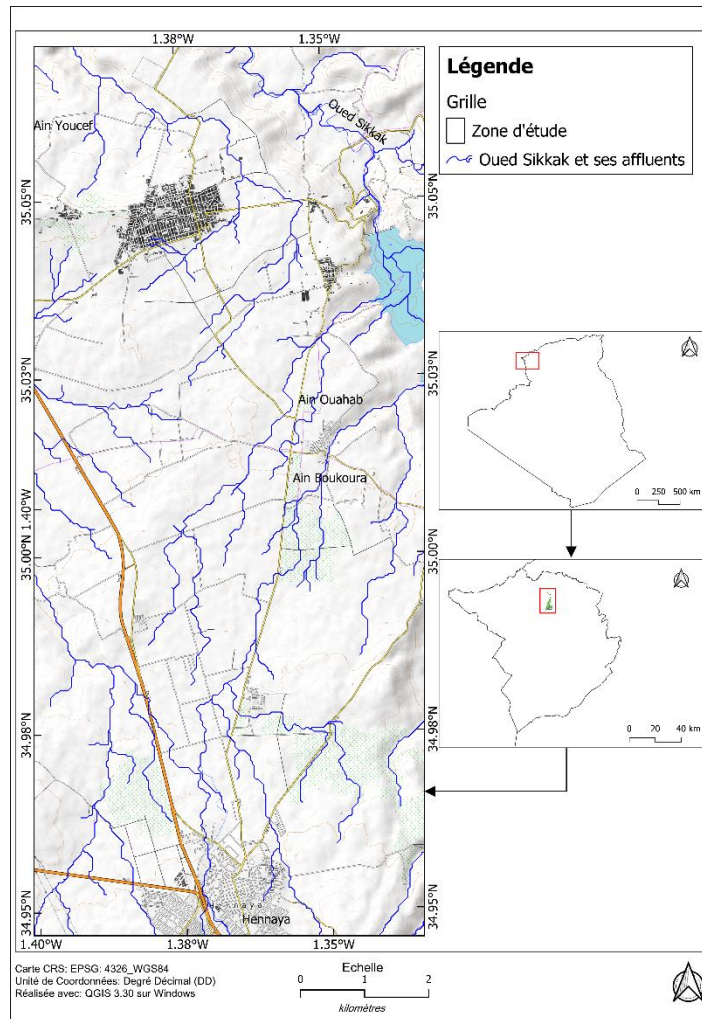 1.38°W 1.35°W
Légende
Grille
Zone d'étude
Oued Sikkak et ses affluents
Oued Sikkak
Ain Youcef
35.05°N 35.05°N
35.03°N 35.03°N
Ain Ouahab
0 250 500 km
Ain Boukoura
1.40°W
35.00°N 35.00°N
0 20 40 km
34.98°N 34.98°N
Hennaya
Hennaya
34.95°N 34.95°N
1.40°W 1.38°W 1.35°W
Carte CRS: EPSG: 4326_WGS84
Unité de Coordonnées: Degré Décimal (DD)
Réalisée avec: QGIS 3.30 sur Windows
Echelle
0 1 2
kilomètres